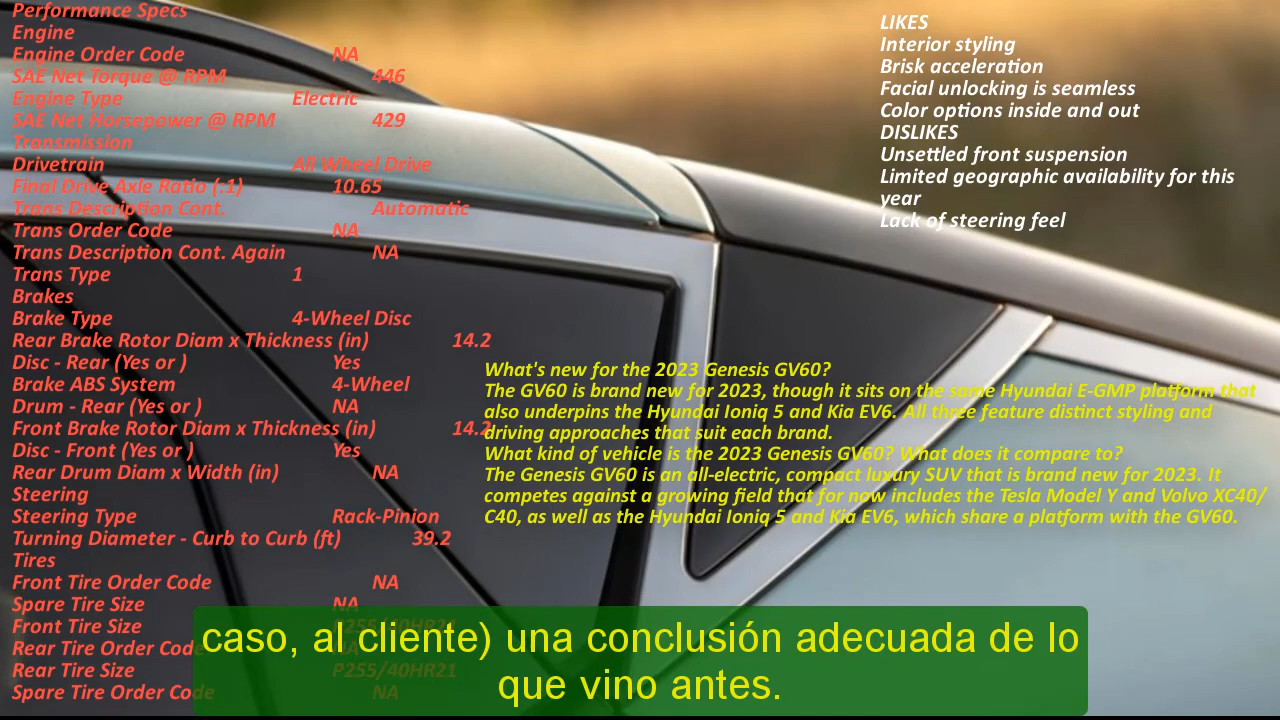 Performance Specs
Engine
Engine Order Code NA
SAE Net Torque @ RPM 446
Engine Type Electric
SAE Net Horsepower @ RPM 429
Transmission
Drivetrain All Wheel Drive
Final Drive Axle Ratio (:1) 10.65
Trans Description Cont. Automatic
Trans Order Code NA
Trans Description Cont. Again NA
Trans Type 1
Brakes
Brake Type 4-Wheel Disc
Rear Brake Rotor Diam x Thickness (in) 14.2
Disc - Rear (Yes or ) Yes
Brake ABS System 4-Wheel
Drum - Rear (Yes or ) NA
Front Brake Rotor Diam x Thickness (in) 14.2
Disc - Front (Yes or ) Yes
Rear Drum Diam x Width (in) NA
Steering
Steering Type Rack-Pinion
Turning Diameter - Curb to Curb (ft) 39.2
Tires
Front Tire Order Code NA
Spare Tire Size NA
Front Tire Size P255/40HR21
Rear Tire Order Code NA
Rear Tire Size P255/40HR21
Spare Tire Order Code NA
LIKES
Interior styling
Brisk acceleration
Facial unlocking is seamless
Color options inside and out
DISLIKES
Unsettled front suspension
Limited geographic availability for this
year
Lack of steering feel
What's new for the 2023 Genesis GV60?
The GV60 is brand new for 2023, though it sits on the same Hyundai E-GMP platform that
also underpins the Hyundai Ioniq 5 and Kia EV6. All three feature distinct styling and
driving approaches that suit each brand.
What kind of vehicle is the 2023 Genesis GV60? What does it compare to?
The Genesis GV60 is an all-electric, compact luxury SUV that is brand new for 2023. It
competes against a growing field that for now includes the Tesla Model Y and Volvo XC40/
C40, as well as the Hyundai Ioniq 5 and Kia EV6, which share a platform with the GV60.
caso, al cliente) una conclusión adecuada de lo
que vino antes.